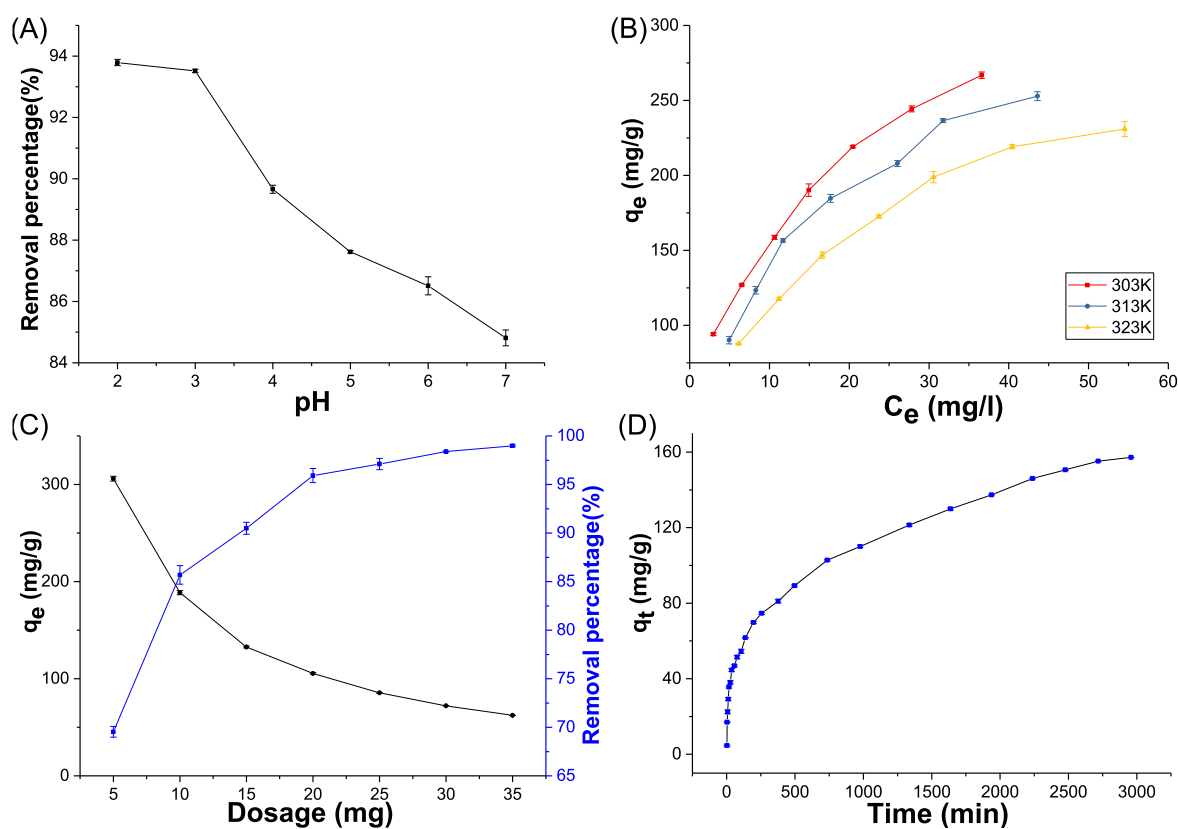 (A)
Removal percentage(%)
94
92
90
88
86
84
2 3 4 5 6 7
pH
(B)
qe (mg/g)
250
200
150
100
303K
313K
323K
0 10 20 30 40 50 60
Ce (mg/l)
(C)
qe (mg/g)
300
200
100
0
5 10 15 20 25 30 35
Dosage (mg)
100
95
90
85
80
75
70
65
Removal percentage(%)
(D)
qt (mg/g)
160
120
80
40
0
0 500 1000 1500 2000 2500 3000
Time (min)